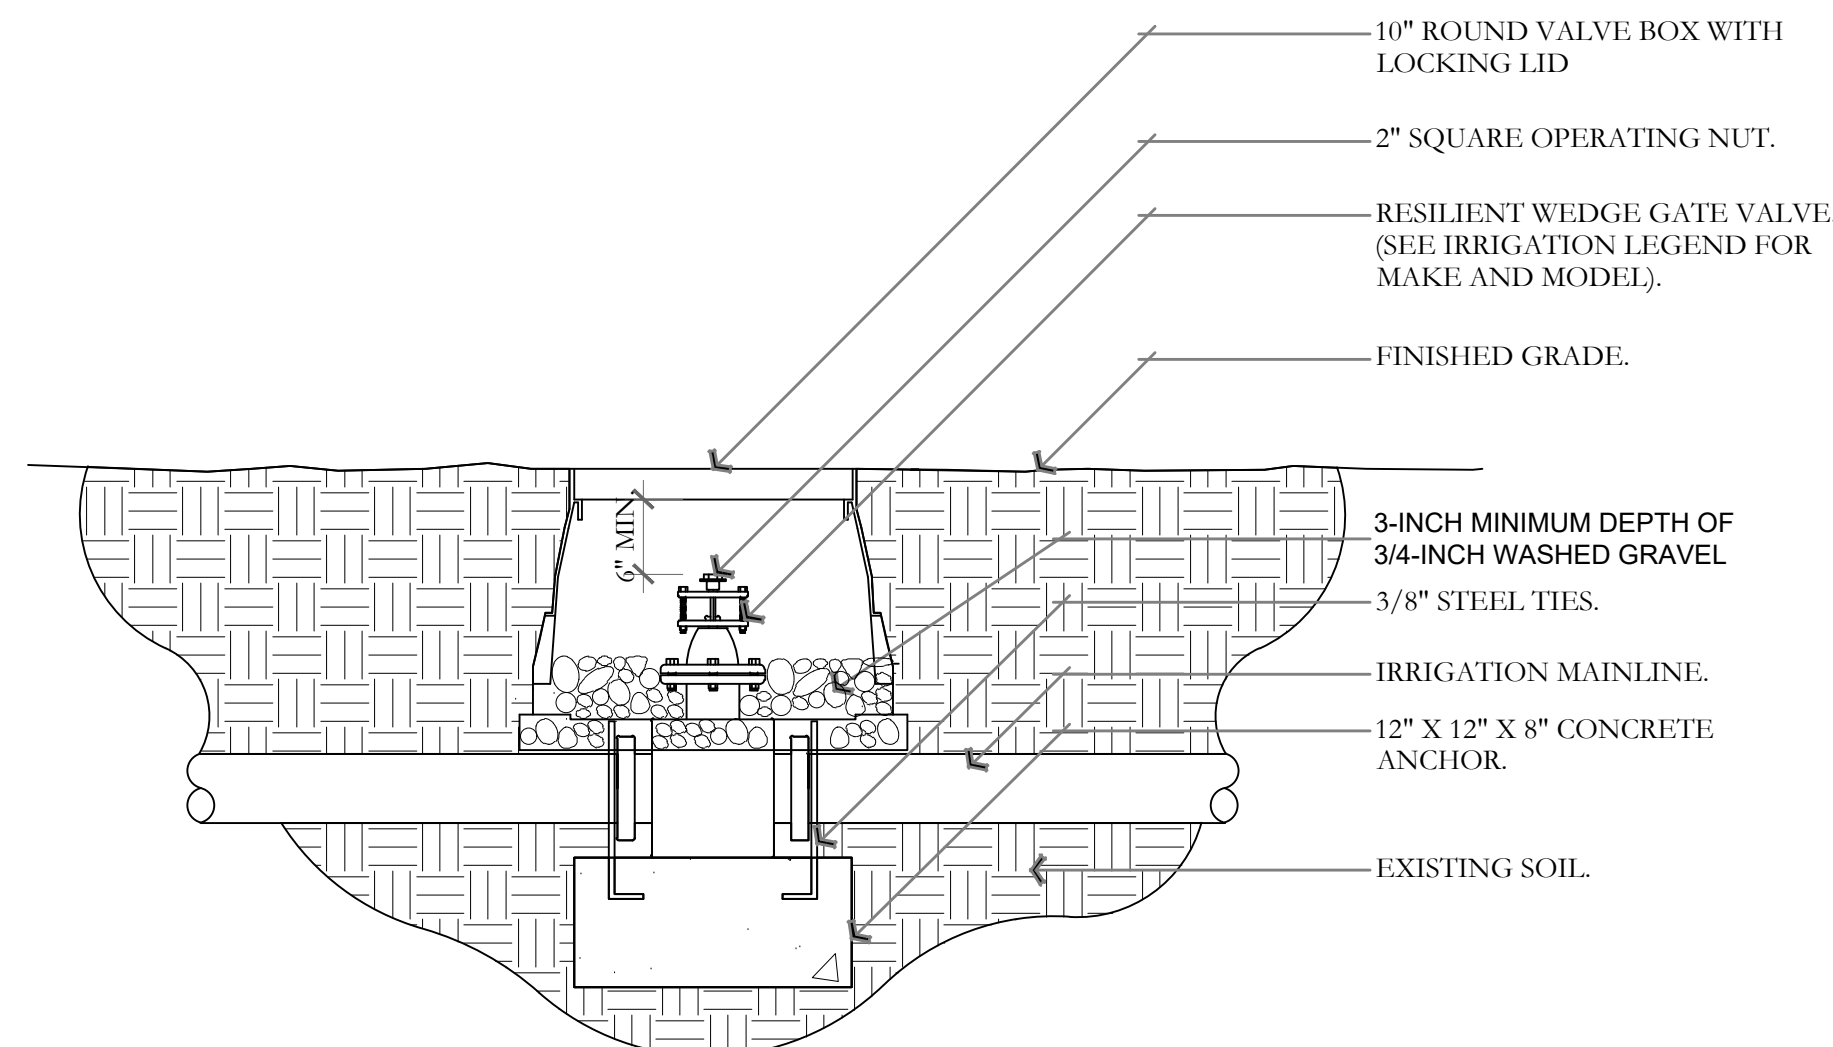 10" ROUND VALVE BOX WITH
LOCKING LID
2" SQUARE OPERATING NUT.
RESILIENT WEDGE GATE VALVE.
(SEE IRRIGATION LEGEND FOR
MAKE AND MODEL).
FINISHED GRADE.
6" MIN.
3-INCH MINIMUM DEPTH OF
3/4-INCH WASHED GRAVEL
3/8" STEEL TIES.
IRRIGATION MAINLINE.
12" X 12" X 8" CONCRETE
ANCHOR.
EXISTING SOIL.